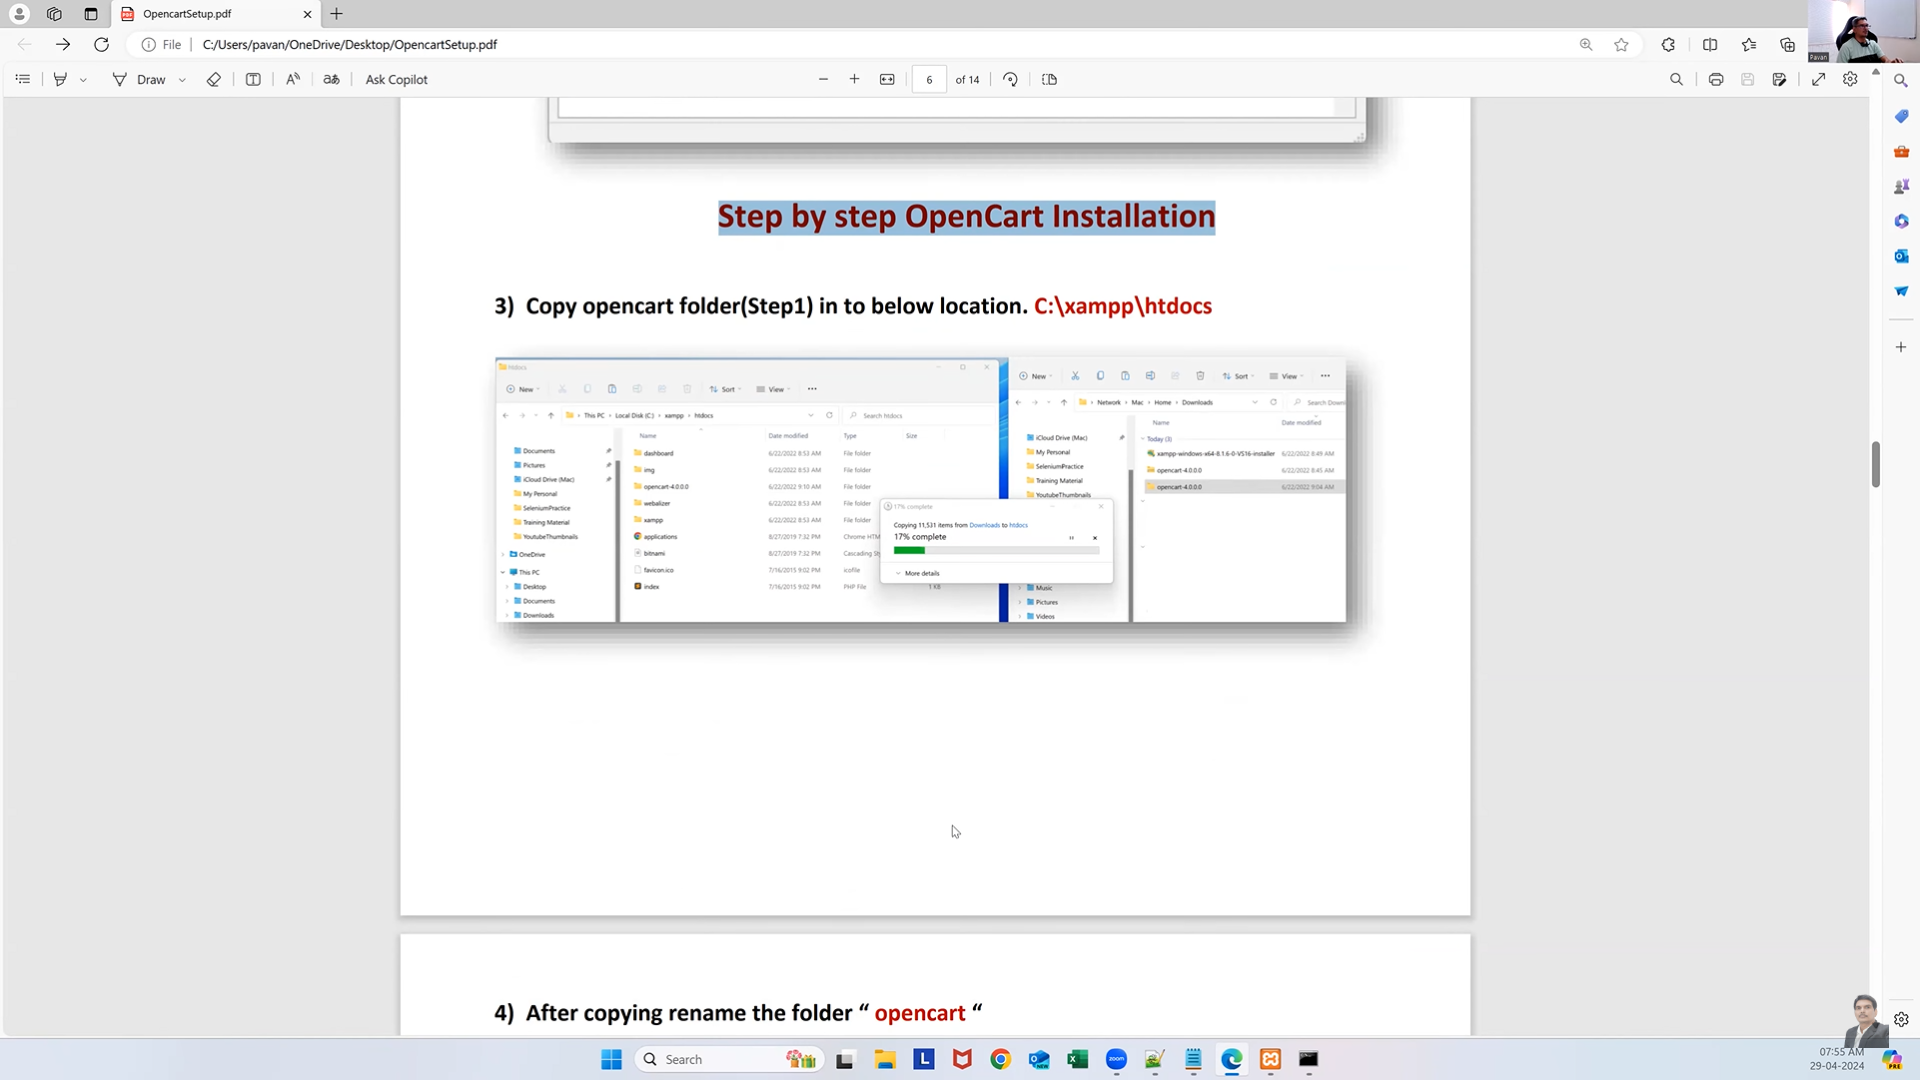 OpencartSetup.pdf
File C:/Users/pavan/OneDrive/Desktop/OpencartSetup.pdf
Pavan
Draw Ask Copilot 6 of 14
Step by step OpenCart Installation
3) Copy opencart folder(Step1) in to below location. C:\xampp\htdocs
htdocs
New Sort View
This PC Local Disk (C:) xampp htdocs Search htdocs
Name Date modified Type Size
Documents
Pictures
iCloud Drive (Mac)
My Personal
SeleniumPractice
Training Material
YoutubeThumbnails
OneDrive
This PC
Desktop
Documents
Downloads
dashboard 6/22/2022 8:53 AM File folder
img 6/22/2022 8:53 AM File folder
opencart-4.0.0.0 6/22/2022 9:10 AM File folder
webalizer 6/22/2022 8:53 AM File folder
xampp 6/22/2022 8:53 AM File folder
applications 8/27/2019 7:32 PM Chrome HTM
bitnami 8/27/2019 7:32 PM Cascading St
favicon.ico 7/16/2015 9:02 PM icofile
index 7/16/2015 9:02 PM PHP File 1 KB
17% complete
Copying 11,531 items from Downloads to htdocs
17% complete
More details
New Sort View
Network Mac Home Downloads Search Down
Name Date modified
iCloud Drive (Mac)
My Personal
SeleniumPractice
Training Material
YoutubeThumbnails
Music
Pictures
Videos
Today (3)
xampp-windows-x64-8.1.6-0-VS16-installer 6/22/2022 8:49 AM
opencart-4.0.0.0 6/22/2022 8:45 AM
opencart-4.0.0.0 6/22/2022 9:04 AM
4) After copying rename the folder “ opencart “
Search
zoom
07:55 AM
29-04-2024